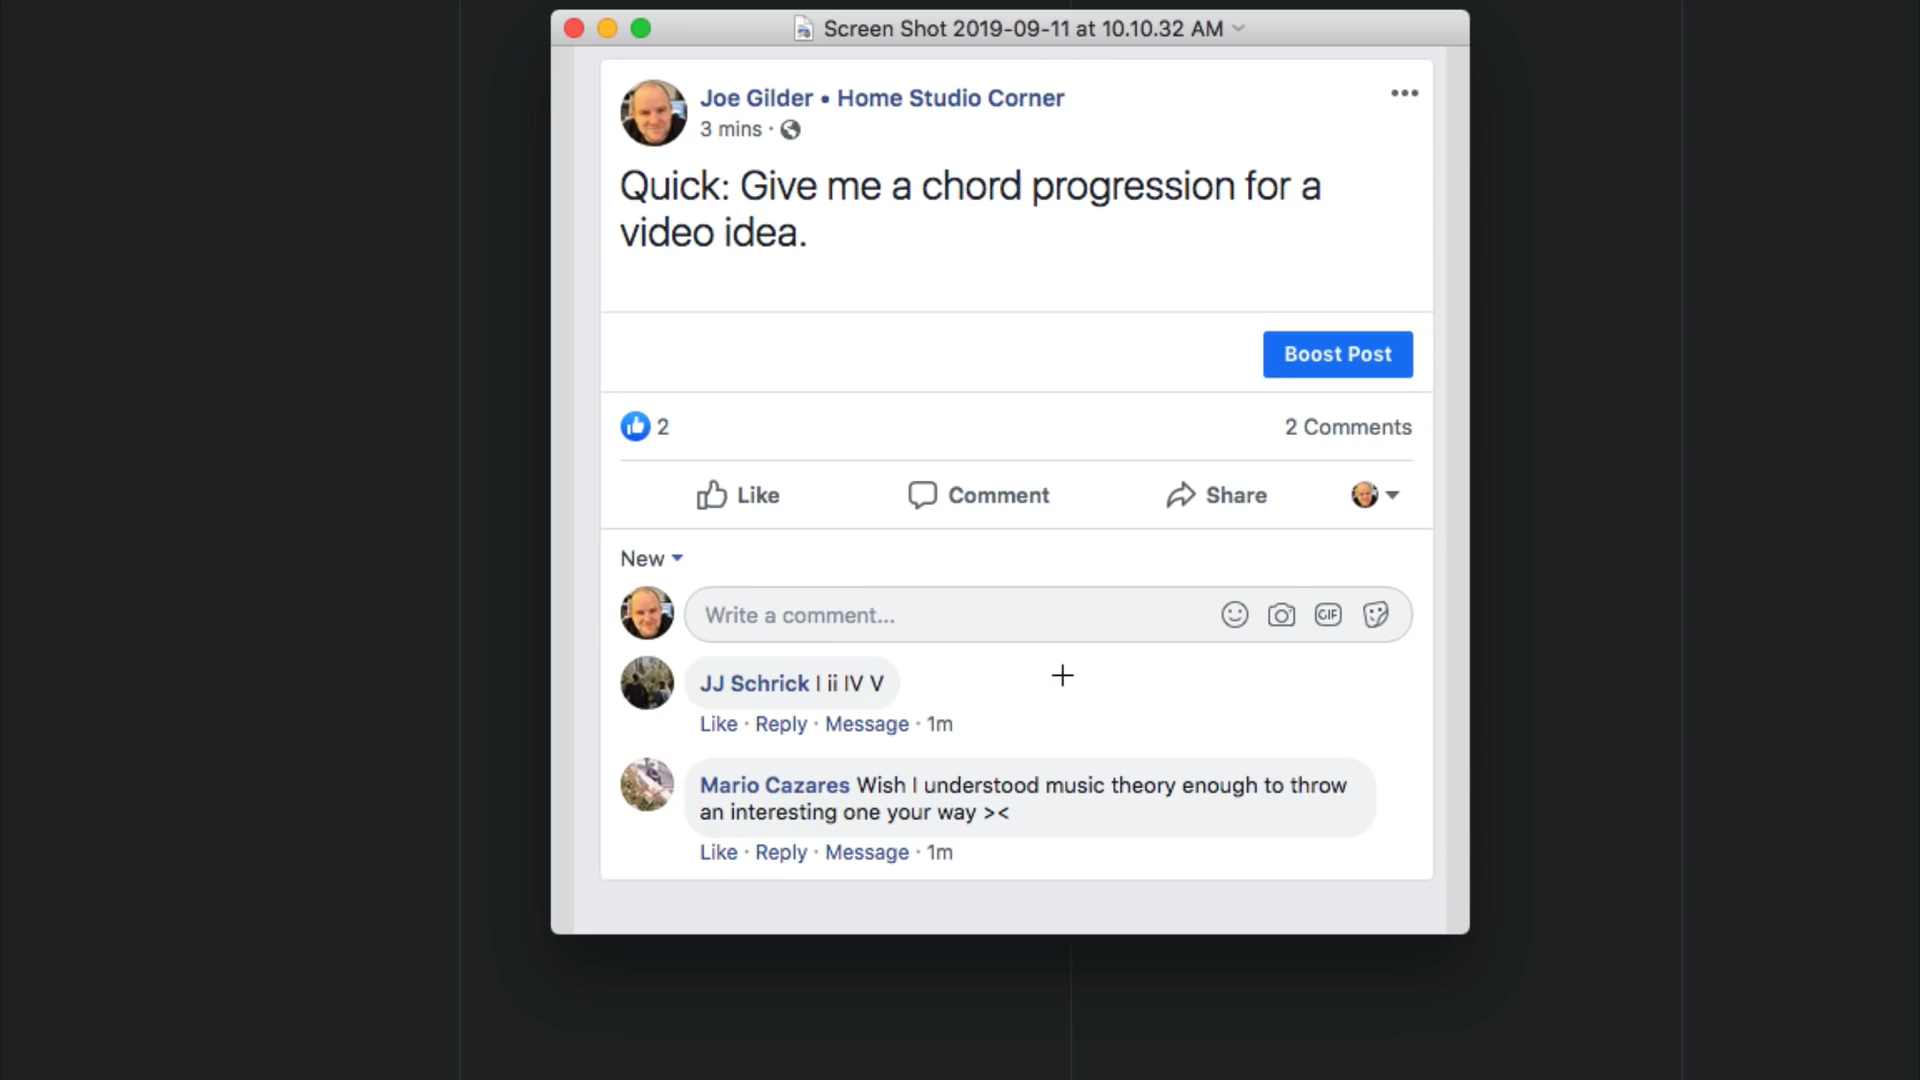 Screen Shot 2019-09-11 at 10.10.32 AM
Joe Gilder • Home Studio Corner
3 mins ·
Quick: Give me a chord progression for a
video idea.
Boost Post
2
2 Comments
Like
Comment
Share
New
Write a comment...
GIF
JJ Schrick I ii IV V
Like · Reply · Message · 1m
Mario Cazares Wish I understood music theory enough to throw
an interesting one your way ><
Like · Reply · Message · 1m